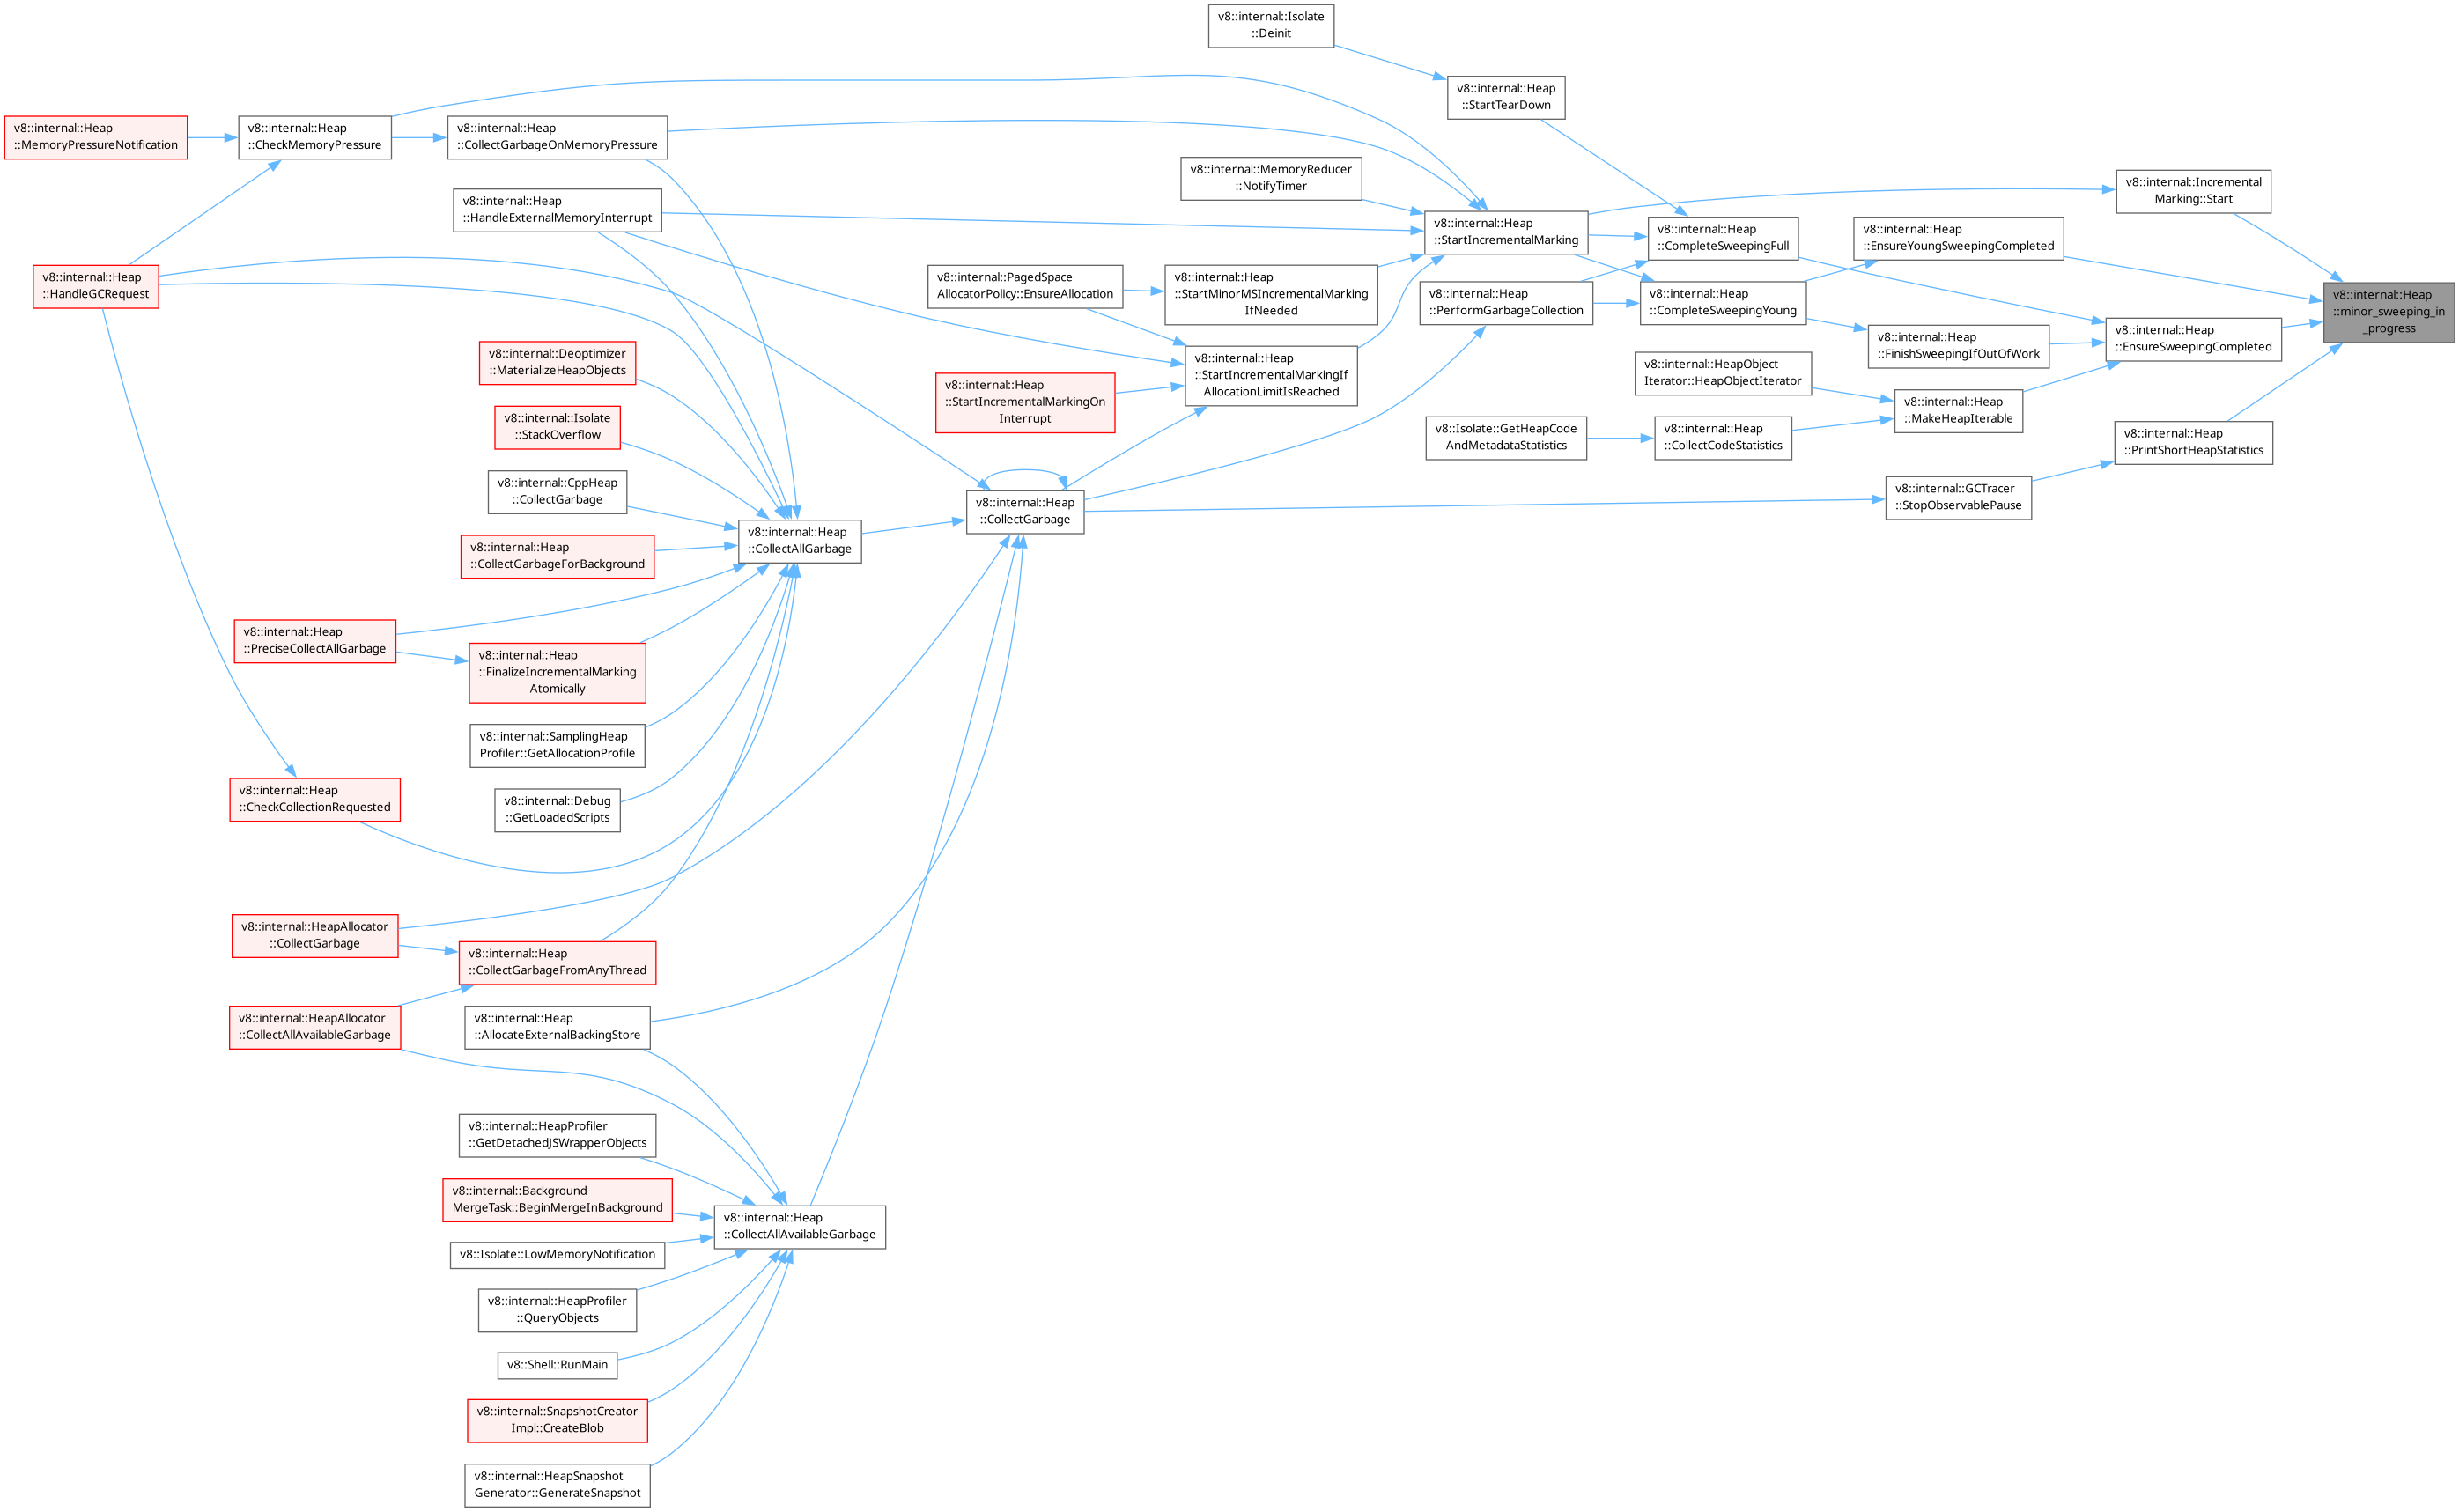 v8::internal::Isolate
::Deinit
v8::internal::Heap
::StartTearDown
v8::internal::Heap
::MemoryPressureNotification
v8::internal::Heap
::CheckMemoryPressure
v8::internal::Heap
::CollectGarbageOnMemoryPressure
v8::internal::MemoryReducer
::NotifyTimer
v8::internal::Incremental
Marking::Start
v8::internal::Heap
::HandleExternalMemoryInterrupt
v8::internal::Heap
::StartIncrementalMarking
v8::internal::Heap
::CompleteSweepingFull
v8::internal::Heap
::EnsureYoungSweepingCompleted
v8::internal::Heap
::HandleGCRequest
v8::internal::PagedSpace
AllocatorPolicy::EnsureAllocation
v8::internal::Heap
::StartMinorMSIncrementalMarking
IfNeeded
v8::internal::Heap
::PerformGarbageCollection
v8::internal::Heap
::CompleteSweepingYoung
v8::internal::Heap
::minor_sweeping_in
_progress
v8::internal::Heap
::FinishSweepingIfOutOfWork
v8::internal::Heap
::EnsureSweepingCompleted
v8::internal::Deoptimizer
::MaterializeHeapObjects
v8::internal::Heap
::StartIncrementalMarkingOn
Interrupt
v8::internal::Heap
::StartIncrementalMarkingIf
AllocationLimitIsReached
v8::internal::HeapObject
Iterator::HeapObjectIterator
v8::internal::Heap
::MakeHeapIterable
v8::internal::Isolate
::StackOverflow
v8::Isolate::GetHeapCode
AndMetadataStatistics
v8::internal::Heap
::CollectCodeStatistics
v8::internal::Heap
::PrintShortHeapStatistics
v8::internal::CppHeap
::CollectGarbage
v8::internal::Heap
::CollectGarbage
v8::internal::GCTracer
::StopObservablePause
v8::internal::Heap
::CollectGarbageForBackground
v8::internal::Heap
::CollectAllGarbage
v8::internal::Heap
::PreciseCollectAllGarbage
v8::internal::Heap
::FinalizeIncrementalMarking
Atomically
v8::internal::SamplingHeap
Profiler::GetAllocationProfile
v8::internal::Heap
::CheckCollectionRequested
v8::internal::Debug
::GetLoadedScripts
v8::internal::HeapAllocator
::CollectGarbage
v8::internal::Heap
::CollectGarbageFromAnyThread
v8::internal::HeapAllocator
::CollectAllAvailableGarbage
v8::internal::Heap
::AllocateExternalBackingStore
v8::internal::HeapProfiler
::GetDetachedJSWrapperObjects
v8::internal::Background
MergeTask::BeginMergeInBackground
v8::internal::Heap
::CollectAllAvailableGarbage
v8::Isolate::LowMemoryNotification
v8::internal::HeapProfiler
::QueryObjects
v8::Shell::RunMain
v8::internal::SnapshotCreator
Impl::CreateBlob
v8::internal::HeapSnapshot
Generator::GenerateSnapshot